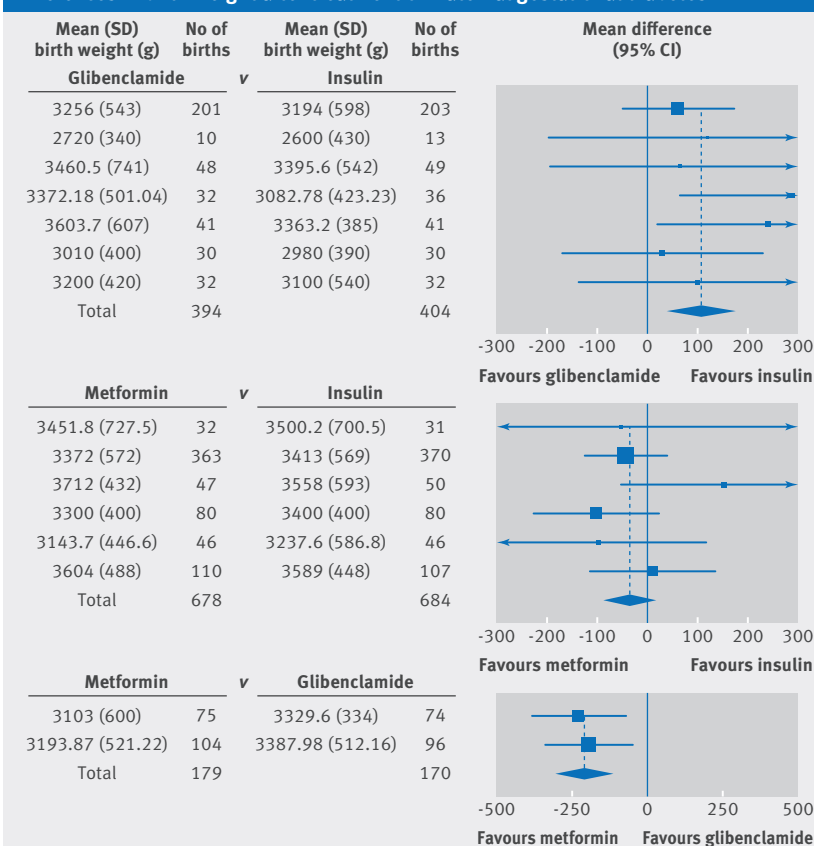 Mean (SD) No of Mean (SD) No of Mean difference
birth weight (g) births birth weight (g) births (95% CI)
Glibenclamide v Insulin
3256 (543) 201 3194 (598) 203
2720 (340) 10 2600 (430) 13
3460.5 (741) 48 3395.6 (542) 49
3372.18 (501.04) 32 3082.78 (423.23) 36
3603.7 (607) 41 3363.2 (385) 41
3010 (400) 30 2980 (390) 30
3200 (420) 32 3100 (540) 32
Total 394 404
-300 -200 -100 0 100 200 300
Favours glibenclamide Favours insulin
Metformin v Insulin
3451.8 (727.5) 32 3500.2 (700.5) 31
3372 (572) 363 3413 (569) 370
3712 (432) 47 3558 (593) 50
3300 (400) 80 3400 (400) 80
3143.7 (446.6) 46 3237.6 (586.8) 46
3604 (488) 110 3589 (448) 107
Total 678 684
-300 -200 -100 0 100 200 300
Favours metformin Favours insulin
Metformin v Glibenclamide
3103 (600) 75 3329.6 (334) 74
3193.87 (521.22) 104 3387.98 (512.16) 96
Total 179 170
-500 -250 0 250 500
Favours metformin Favours glibenclamide